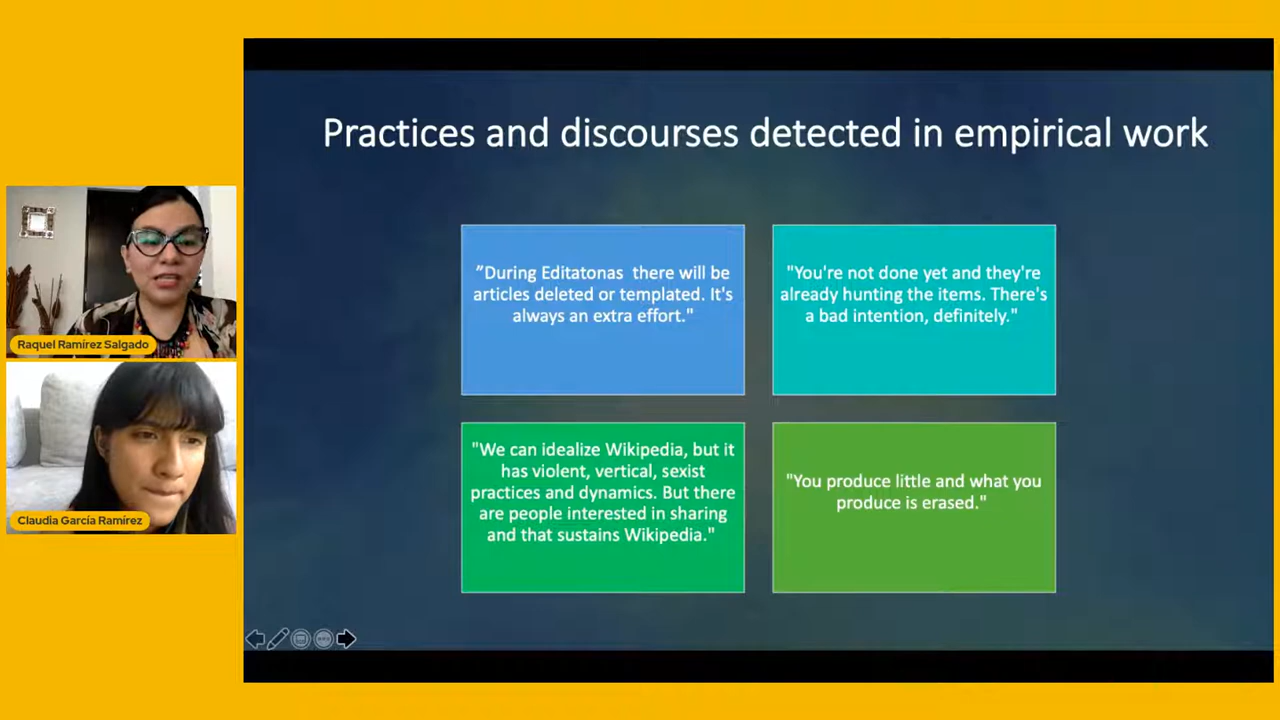 Practices and discourses detected in empirical work
"During Editatonas there will be
articles deleted or templated. It's
always an extra effort."
"You're not done yet and they're
already hunting the items. There's
a bad intention, definitely."
"We can idealize Wikipedia, but it
has violent, vertical, sexist
practices and dynamics. But there
are people interested in sharing
and that sustains Wikipedia."
"You produce little and what you
produce is erased."
Raquel Ramírez Salgado
Claudia García Ramírez